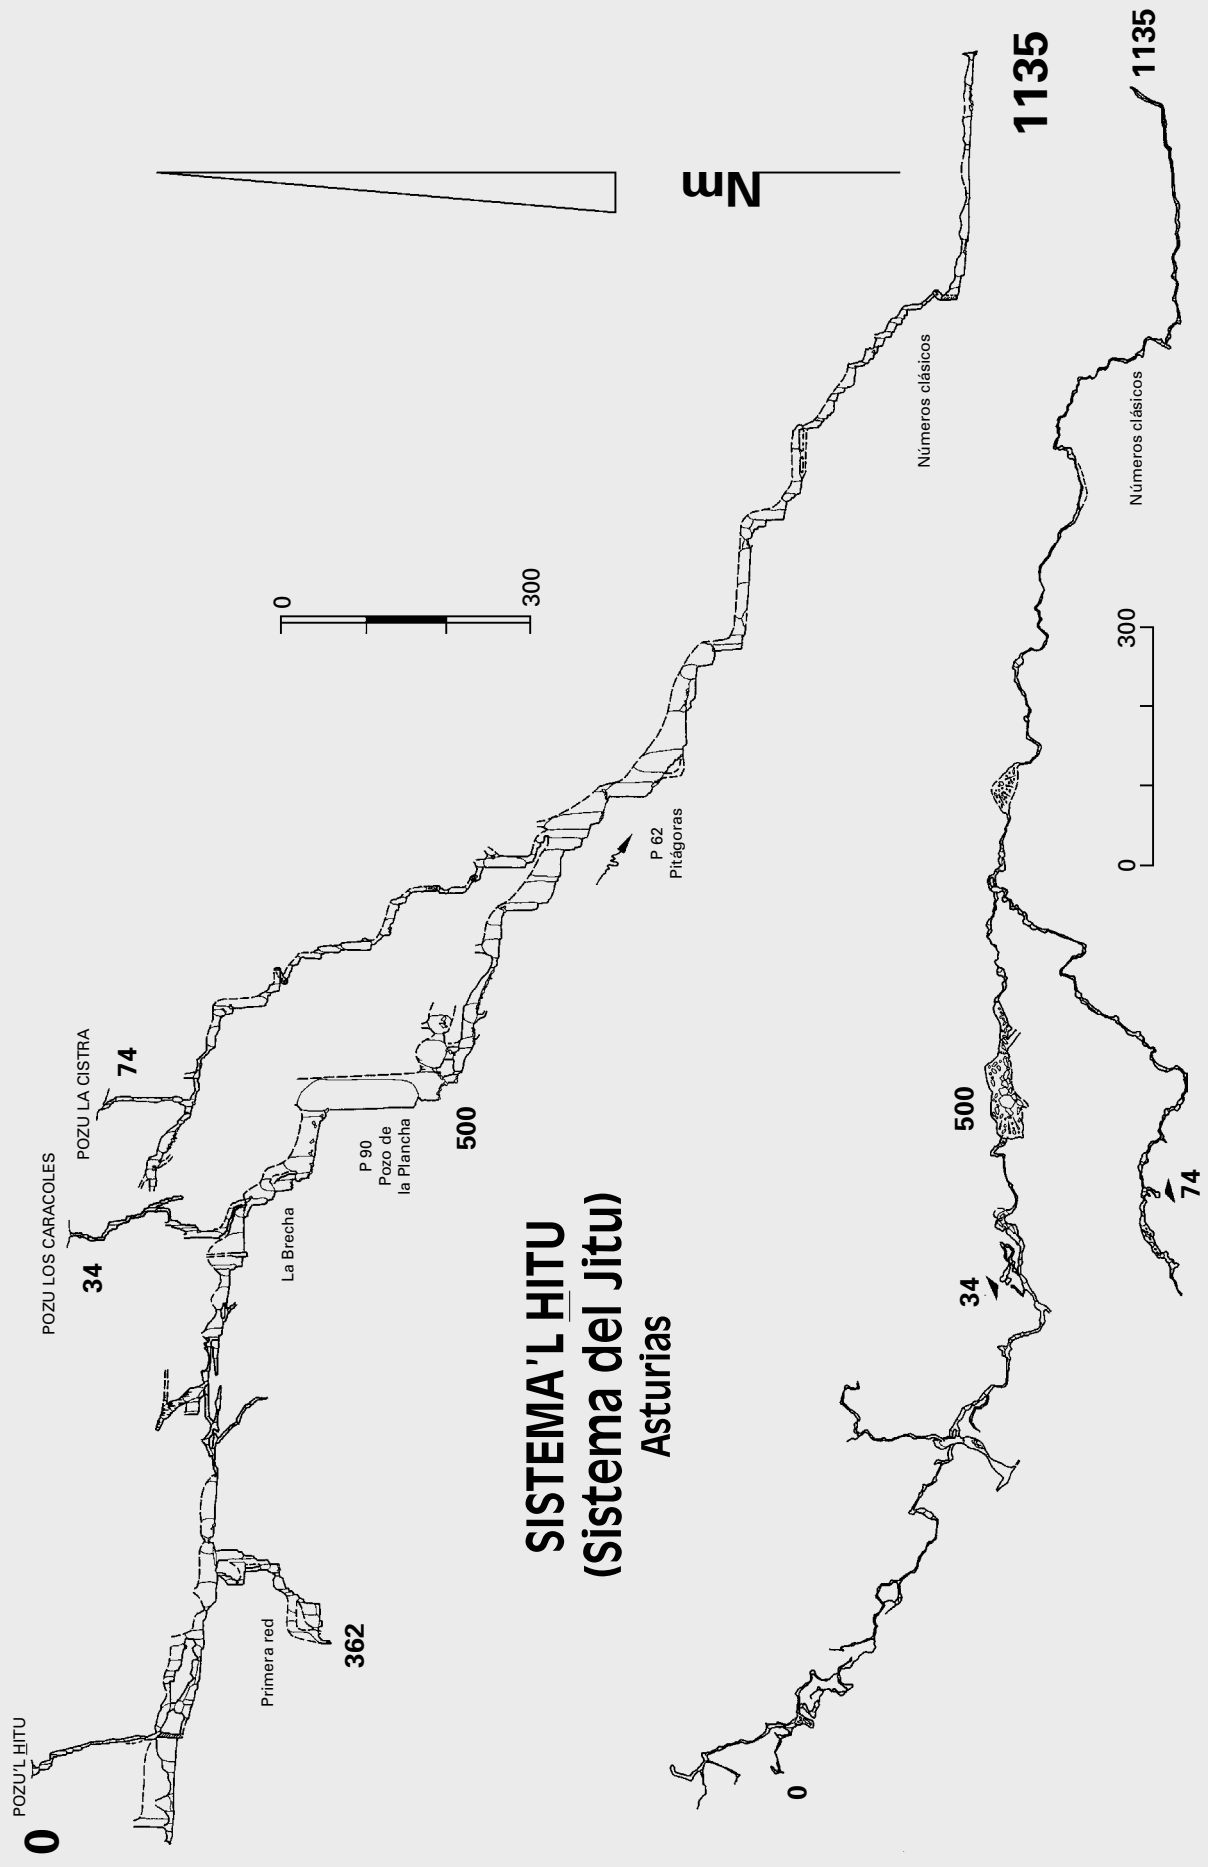 POZU'L HITU
0
POZU LOS CARACOLES
34
POZU LA CISTRA
74
Primera red
362
La Brecha
P 90
Pozo de
la Plancha
500
0
300
P 62
Pitágoras
Nm
Números clásicos
1135
SISTEMA'L HITU
(Sistema del Jitu)
Asturias
0
34
500
74
0
300
Números clásicos
1135